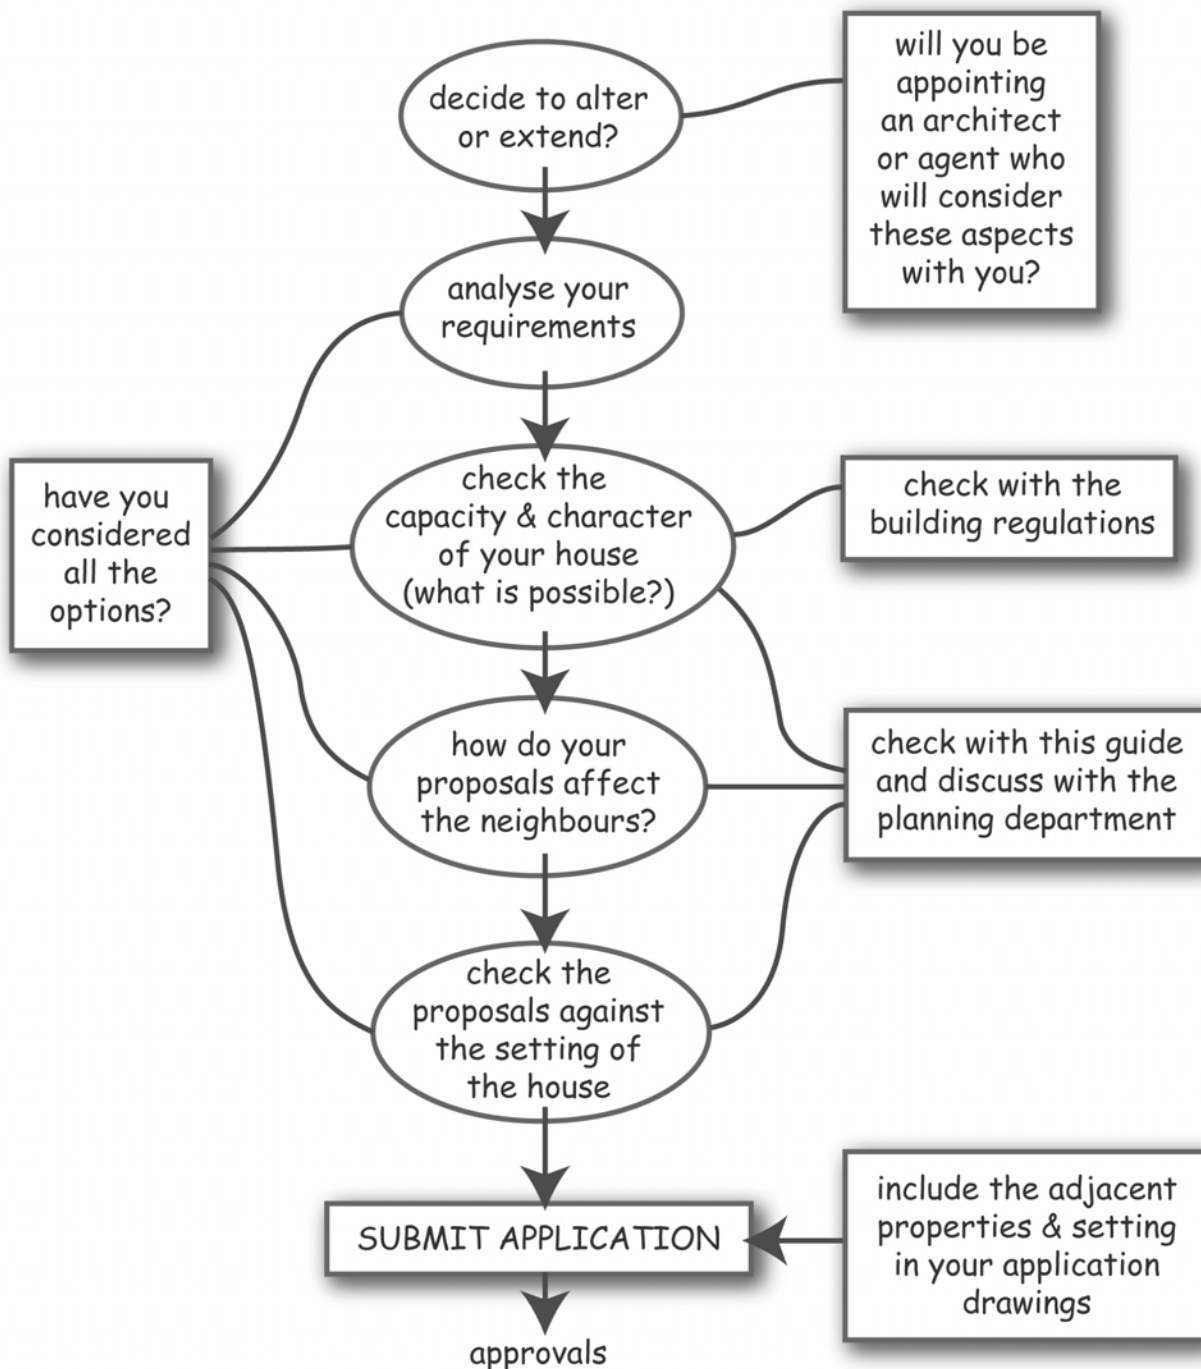 decide to alter
or extend?
will you be
appointing
an architect
or agent who
will consider
these aspects
with you?
analyse your
requirements
have you
considered
all the
options?
check the
capacity & character
of your house
(what is possible?)
check with the
building regulations
how do your
proposals affect
the neighbours?
check with this guide
and discuss with the
planning department
check the
proposals against
the setting of
the house
SUBMIT APPLICATION
include the adjacent
properties & setting
in your application
drawings
approvals